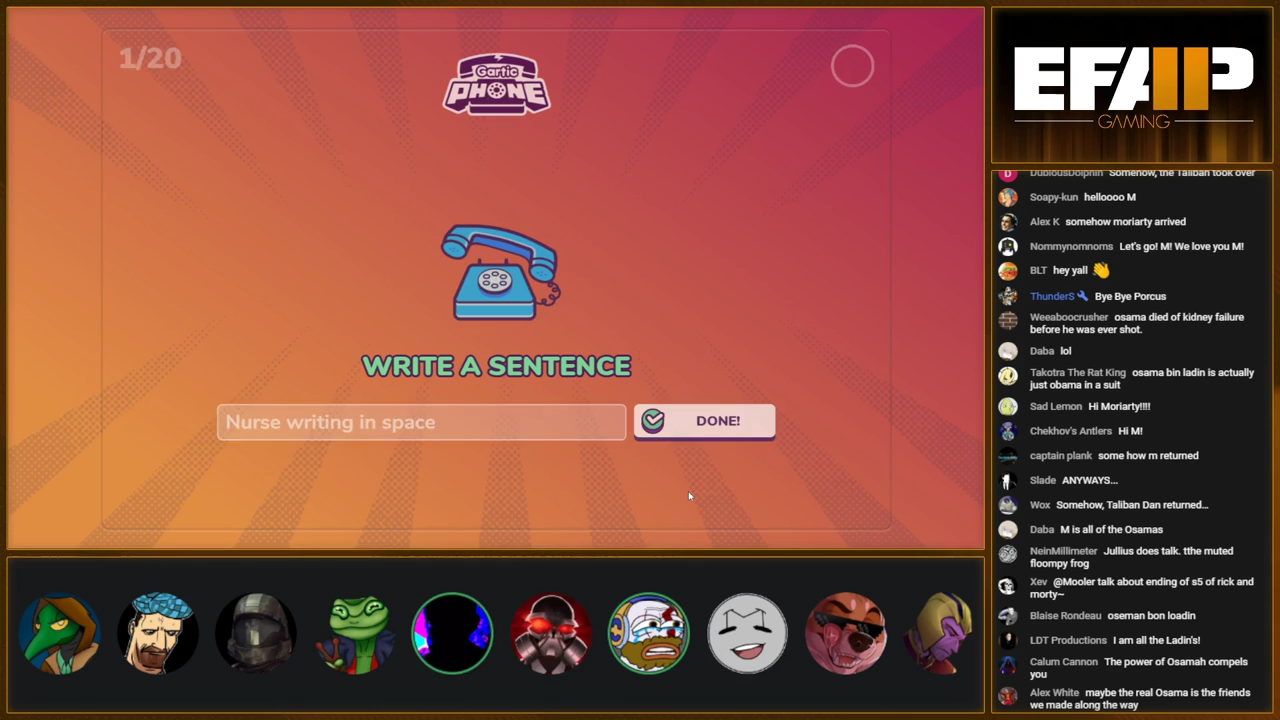 1/20
Gartic
PHONE
WRITE A SENTENCE
Nurse writing in space
DONE!
EFAP
GAMING
D
DubiousDolphin Somehow, the Taliban took over
Soapy-kun helloooo M
Alex K somehow moriarty arrived
Nommynomnoms Let's go! M! We love you M!
BLT hey yall 👋
ThunderS Bye Bye Porcus
Weeaboocrusher osama died of kidney failure
before he was ever shot.
Daba lol
Takotra The Rat King osama bin ladin is actually
just obama in a suit
Sad Lemon Hi Moriarty!!!!
Chekhov's Antlers Hi M!
captain plank some how m returned
Slade ANYWAYS...
Wox Somehow, Taliban Dan returned...
Daba M is all of the Osamas
NeinMillimeter Jullius does talk. tthe muted
floompy frog
Xev @Mooler talk about ending of s5 of rick and
morty~
Blaise Rondeau oseman bon loadin
LDT Productions I am all the Ladin's!
Calum Cannon The power of Osamah compels
you
Alex White maybe the real Osama is the friends
we made along the way